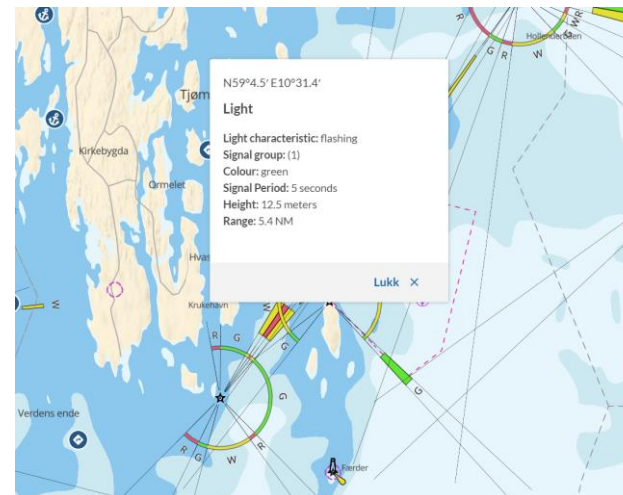 R
G
R
W
G
W
R
Hollenderbåen
N59°4.5′ E10°31.4′
Light
Light characteristic: flashing
Signal group: (1)
Colour: green
Signal Period: 5 seconds
Height: 12.5 meters
Range: 5.4 NM
Lukk ×
Tjøm
Kirkebygda
Ormelet
Hvas
Krukehavn
W
R
G
W
G
G
G
R
G
W
R
Verdens ende
Færder